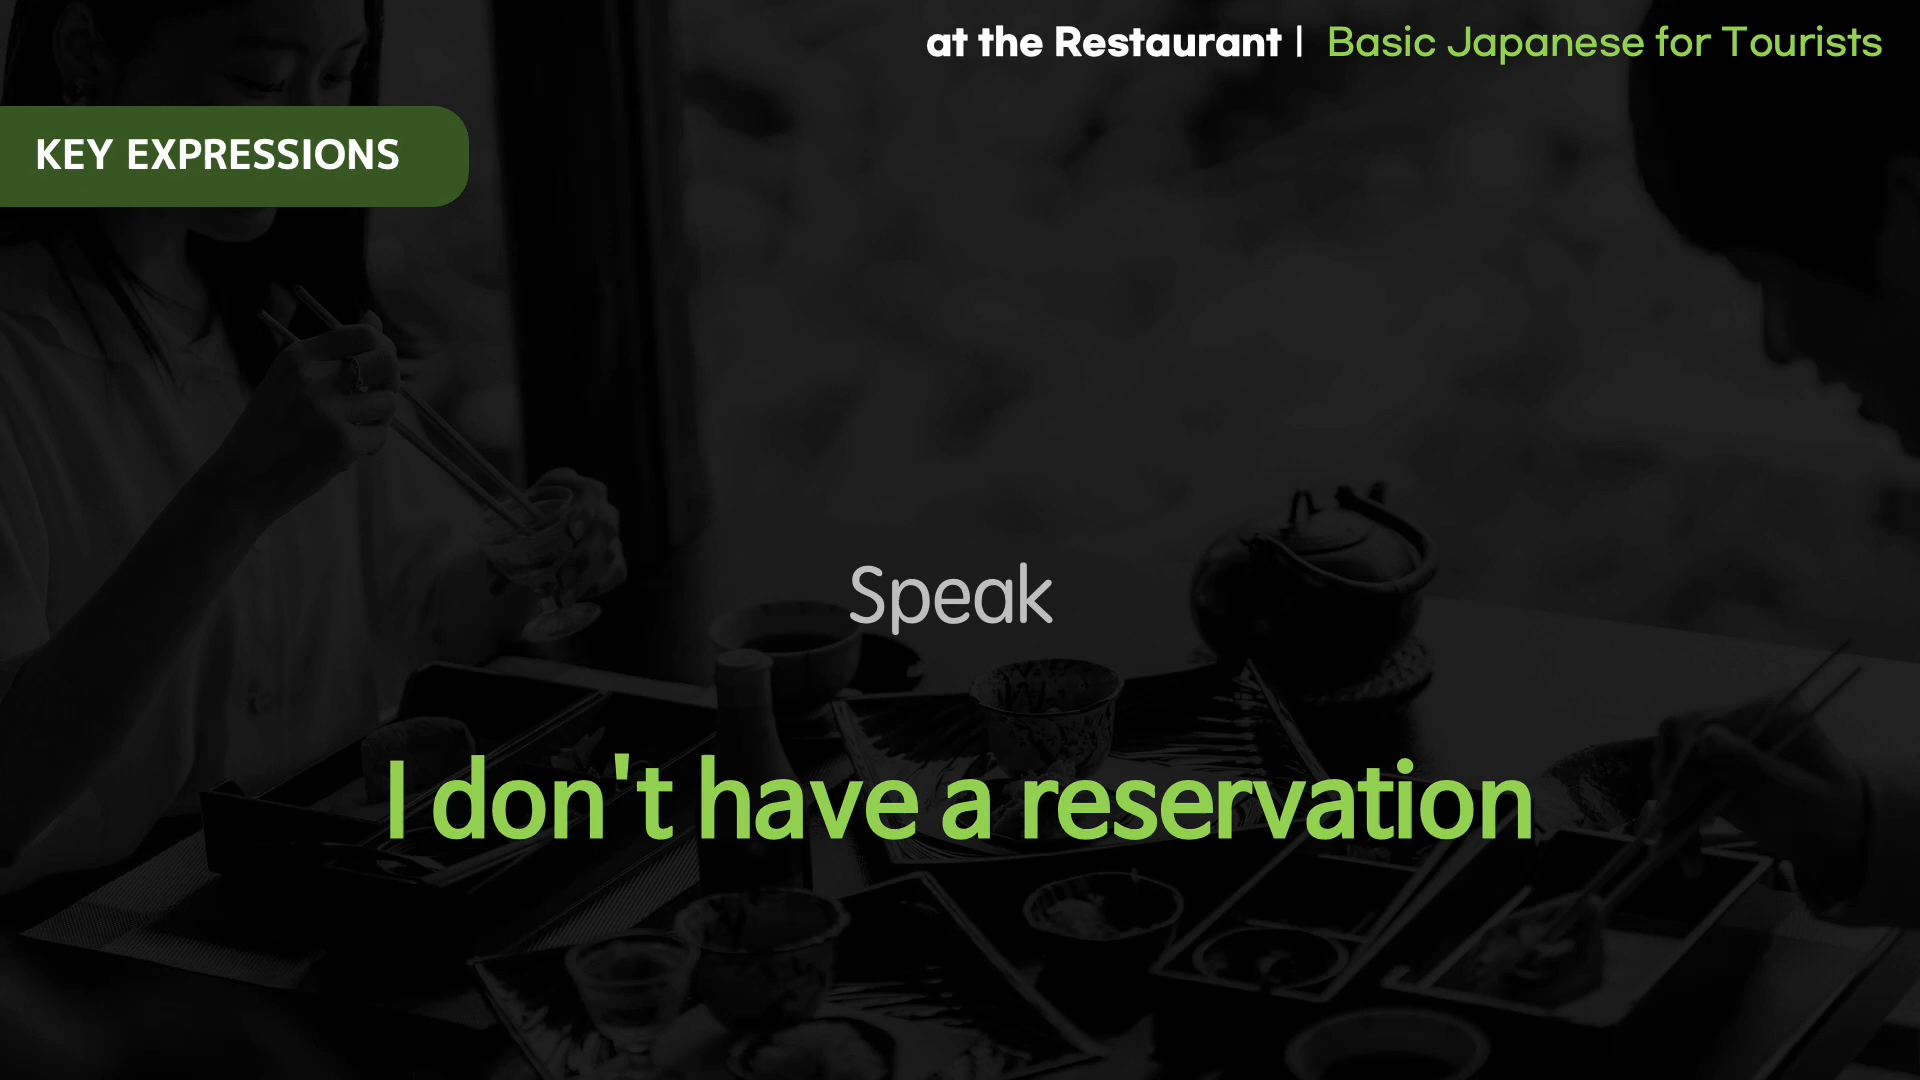 at the Restaurant | Basic Japanese for Tourists
KEY EXPRESSIONS
Speak
I don't have a reservation